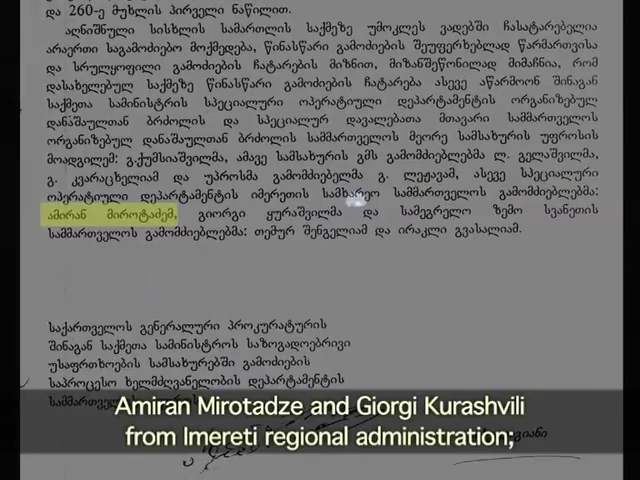 და 260-ე მუხლის პირველი ნაწილით.
აღნიშნული სისხლის სამართლის საქმეზე უმოკლეს ვადებში ჩასატარებელია
არაერთი საგამოძიებო მოქმედება, წინასწარი გამოძიების შეუფერხებლად წარმართვისა
და სრულყოფილი გამოძიების ჩატარების მიზნით, მიზანშეწონილად მიმაჩნია, რომ
დასახელებულ საქმეზე წინასწარი გამოძიების ჩატარება ასევე აწარმოონ შინაგან
საქმეთა სამინისტროს სპეციალური ოპერატიული დეპარტამენტის ორგანიზებულ
დანაშაულთან ბრძოლის და სპეციალურ დავალებათა მთავარი სამმართველოს
ორგანიზებულ დანაშაულთან ბრძოლის სამმართველოს მეორე სამსახურის უფროსის
მოადგილემ: გ.ქუმსიაშვილმა, ამავე სამსახურის გმს გამომძიებლებმა ლ. გელაშვილმა,
გ. კვარაცხელიამ და უპროსმა გამომძიებელმა გ. ლეჟავამ, ასევე სპეციალური
ოპერატიული დეპარტამენტის იმერეთის სამხარეო სამმართველოს გამომძიებლებმა:
ამირან მიროტაძემ, გიორგი ყურაშვილმა და სამეგრელო ზემო სვანეთის
სამმართველოს გამომძიებლებმა: თემურ შენგელიამ და ირაკლი გვასალიამ.
საქართველოს გენერალური პროკურატურის
შინაგან საქმეთა სამინისტროს საზოგადოებრივი
უსაფრთხოების სამსახურებში გამოძიების
საპროცესო ხელმძღვანელობის დეპარტამენტის
Amiran Mirotadze and Giorgi Kurashvili
from Imereti regional administration;